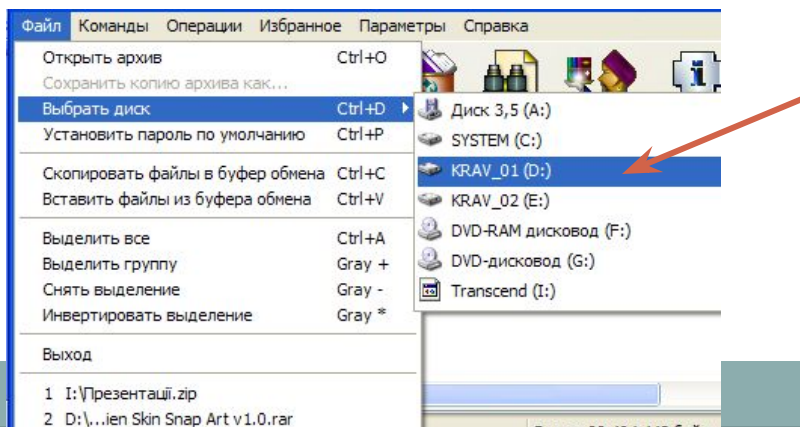 Файл Команды Операции Избранное Параметры Справка
Открыть архив Ctrl+O
Сохранить копию архива как...
Выбрать диск Ctrl+D
Установить пароль по умолчанию Ctrl+P
Скопировать файлы в буфер обмена Ctrl+C
Вставить файлы из буфера обмена Ctrl+V
Выделить все Ctrl+A
Выделить группу Gray +
Снять выделение Gray -
Инвертировать выделение Gray *
Выход
1 I:\Презентації.zip
2 D:\...ien Skin Snap Art v1.0.rar
Диск 3,5 (A:)
SYSTEM (C:)
KRAV_01 (D:)
KRAV_02 (E:)
DVD-RAM дисковод (F:)
DVD-дисковод (G:)
Transcend (I:)